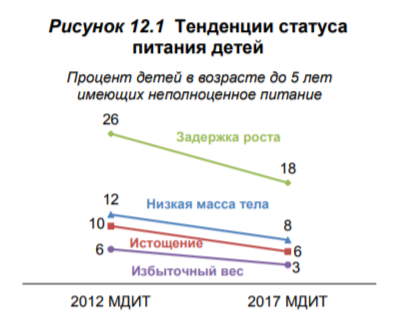 Рисунок 12.1 Тенденции статуса
питания детей
Процент детей в возрасте до 5 лет
имеющих неполноценное питание
26
Задержка роста
18
12
Низкая масса тела
8
10
Истощение
6
6
Избыточный вес
3
2012 МДИТ
2017 МДИТ